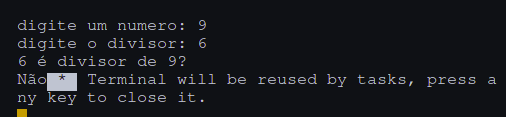 digite um numero: 9
digite o divisor: 6
6 é divisor de 9?
Não * Terminal will be reused by tasks, press a
ny key to close it.